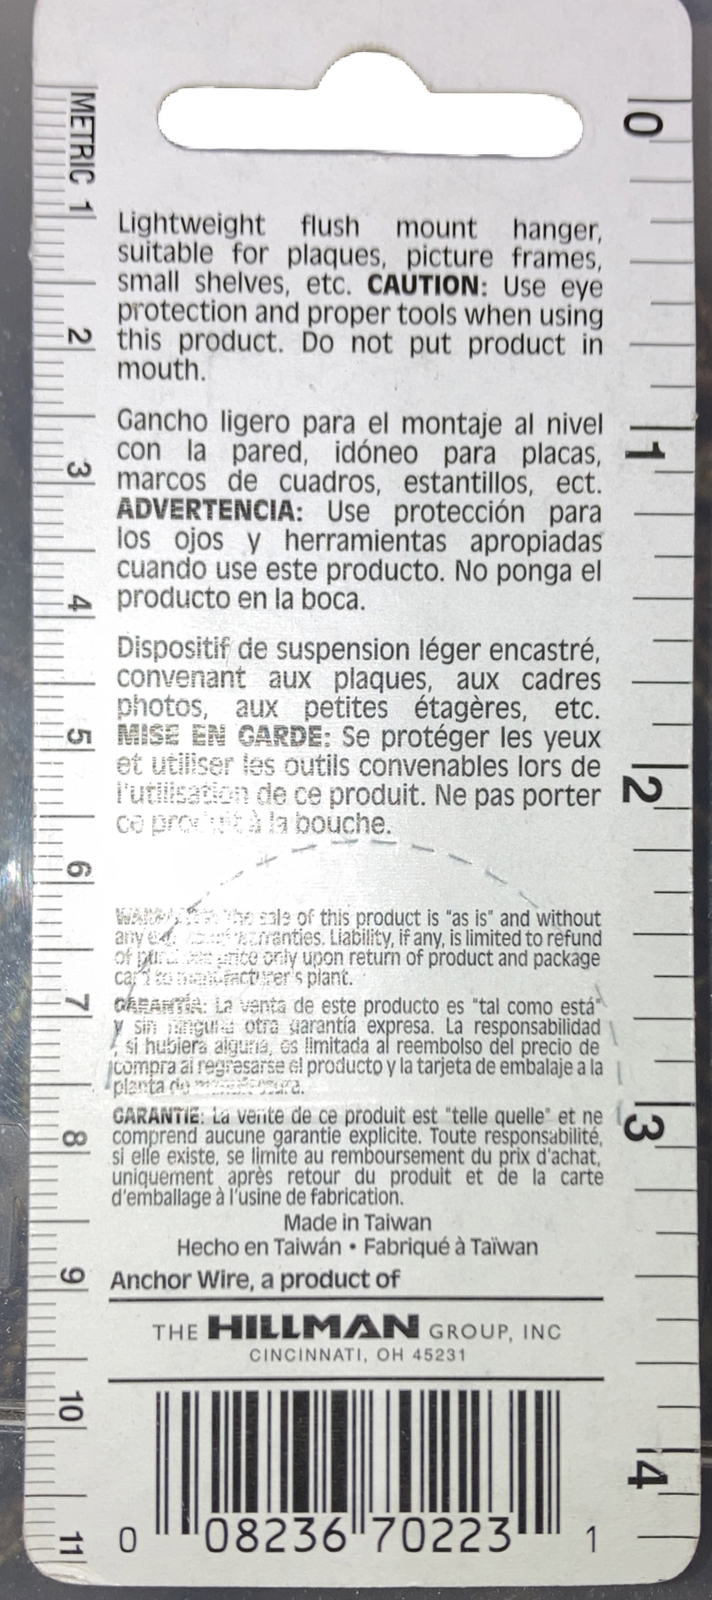 METRIC 1
2
3
4
5
6
7
8
9
10
11
0
1
2
3
4
Lightweight flush mount hanger,
suitable for plaques, picture frames,
small shelves, etc. CAUTION: Use eye
protection and proper tools when using
this product. Do not put product in
mouth.
Gancho ligero para el montaje al nivel
con la pared, idóneo para placas,
marcos de cuadros, estantillos, ect.
ADVERTENCIA: Use protección para
los ojos y herramientas apropiadas
cuando use este producto. No ponga el
producto en la boca.
Dispositif de suspension léger encastré,
convenant aux plaques, aux cadres
photos, aux petites étagères, etc.
MISE EN GARDE: Se protéger les yeux
et utiliser les outils convenables lors de
l'utilisation de ce produit. Ne pas porter
ce produit à la bouche.
the sale of this product is "as is" and without
any warranties. Liability, if any, is limited to refund
of price only upon return of product and package
card to manufacturer's plant.
GARANTÍA: La venta de este producto es "tal como está"
y sin ninguna otra garantía expresa. La responsabilidad
, si hubiera alguna, es limitada al reembolso del precio de
compra al regresarse el producto y la tarjeta de embalaje a la
planta de
GARANTIE: La vente de ce produit est "telle quelle" et ne
comprend aucune garantie explicite. Toute responsabilité,
si elle existe, se limite au remboursement du prix d'achat,
uniquement après retour du produit et de la carte
d'emballage à l'usine de fabrication.
Made in Taiwan
Hecho en Taiwán • Fabriqué à Taïwan
Anchor Wire, a product of
THE HILLMAN GROUP, INC
CINCINNATI, OH 45231
0 08236 70223 1